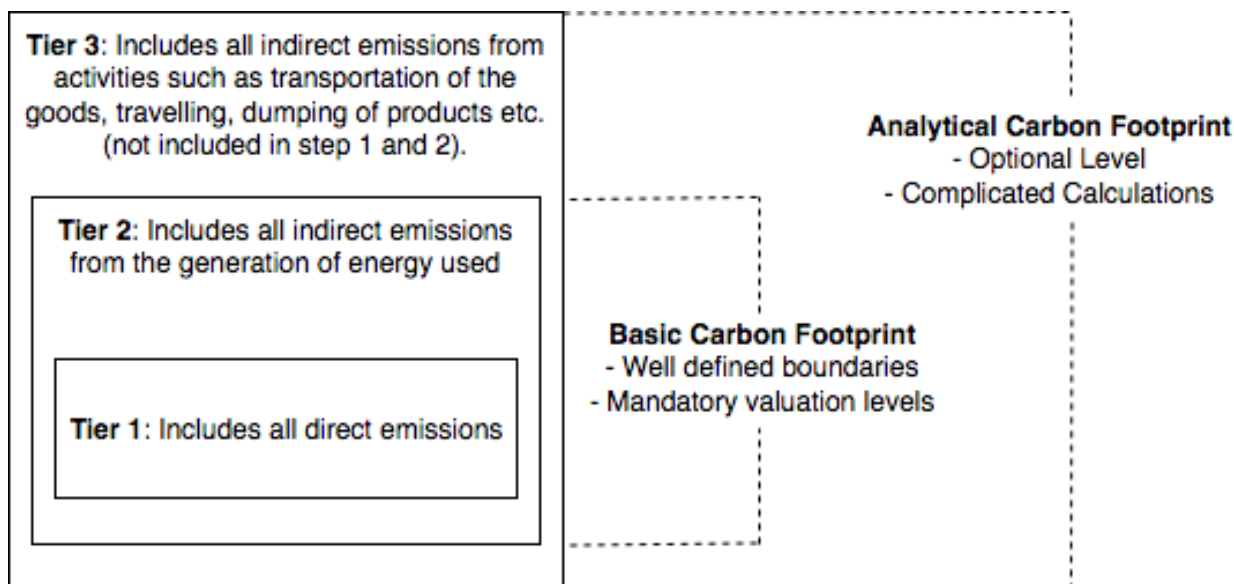 Tier 3: Includes all indirect emissions from
activities such as transportation of the
goods, travelling, dumping of products etc.
(not included in step 1 and 2).
Analytical Carbon Footprint
- Optional Level
- Complicated Calculations
Tier 2: Includes all indirect emissions
from the generation of energy used
Basic Carbon Footprint
- Well defined boundaries
- Mandatory valuation levels
Tier 1: Includes all direct emissions